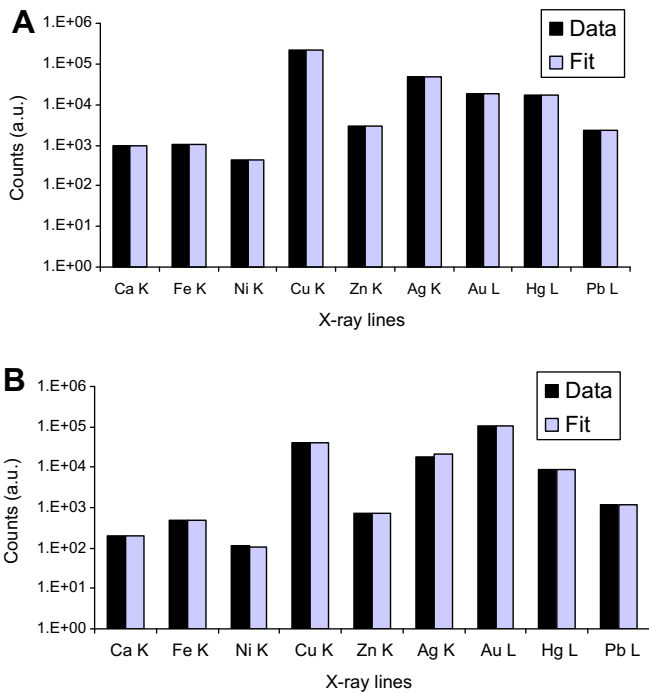 A
Counts (a.u.)
1.E+06
1.E+05
1.E+04
1.E+03
1.E+02
1.E+01
1.E+00
Data
Fit
Ca K Fe K Ni K Cu K Zn K Ag K Au L Hg L Pb L
X-ray lines
B
Counts (a.u.)
1.E+06
1.E+05
1.E+04
1.E+03
1.E+02
1.E+01
1.E+00
Data
Fit
Ca K Fe K Ni K Cu K Zn K Ag K Au L Hg L Pb L
X-ray lines